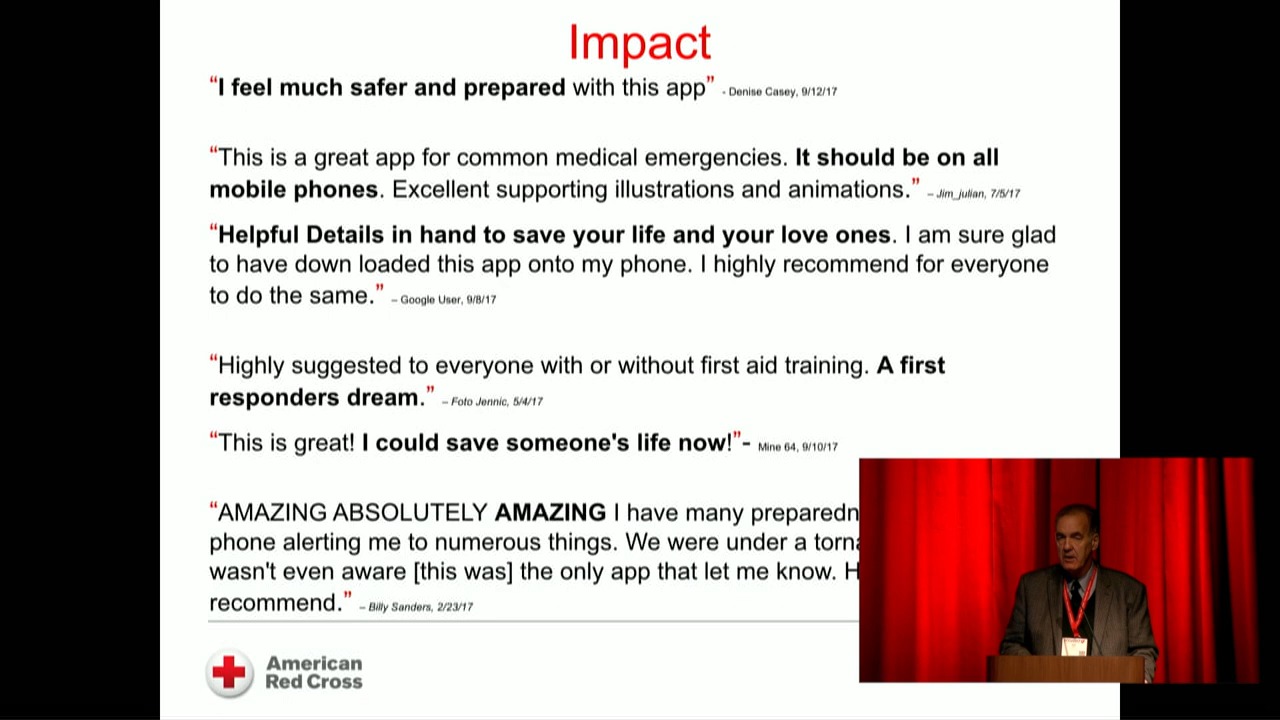 Impact
“I feel much safer and prepared with this app” - Denise Casey, 9/12/17
“This is a great app for common medical emergencies. It should be on all
mobile phones. Excellent supporting illustrations and animations.” – Jim_julian, 7/5/17
“Helpful Details in hand to save your life and your love ones. I am sure glad
to have down loaded this app onto my phone. I highly recommend for everyone
to do the same.” – Google User, 9/8/17
“Highly suggested to everyone with or without first aid training. A first
responders dream.” – Foto Jennic, 5/4/17
“This is great! I could save someone's life now!”- Mine 64, 9/10/17
“AMAZING ABSOLUTELY AMAZING I have many preparedn
phone alerting me to numerous things. We were under a torna
wasn't even aware [this was] the only app that let me know. H
recommend.” – Billy Sanders, 2/23/17
American
Red Cross